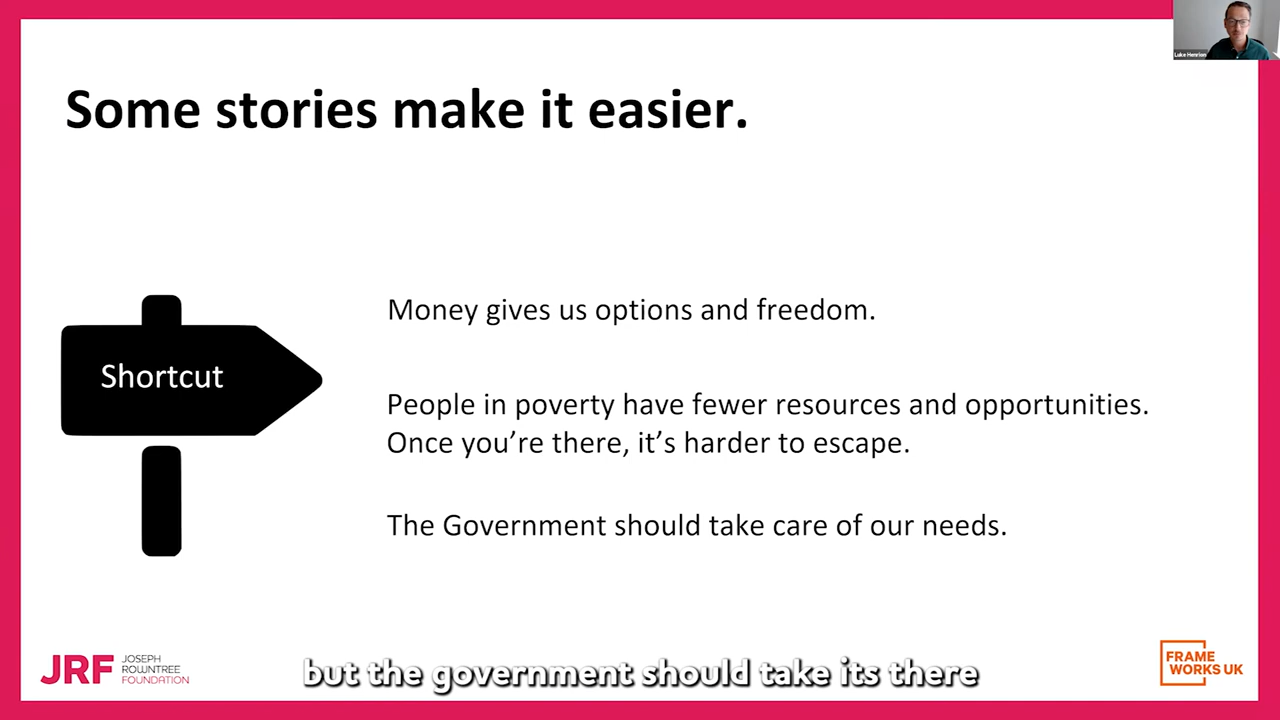 Luke Henrion
Some stories make it easier.
Shortcut
Money gives us options and freedom.
People in poverty have fewer resources and opportunities.
Once you're there, it's harder to escape.
The Government should take care of our needs.
JRF
JOSEPH
ROWNTREE
FOUNDATION
but the government should take its there
FRAME
WORKS UK